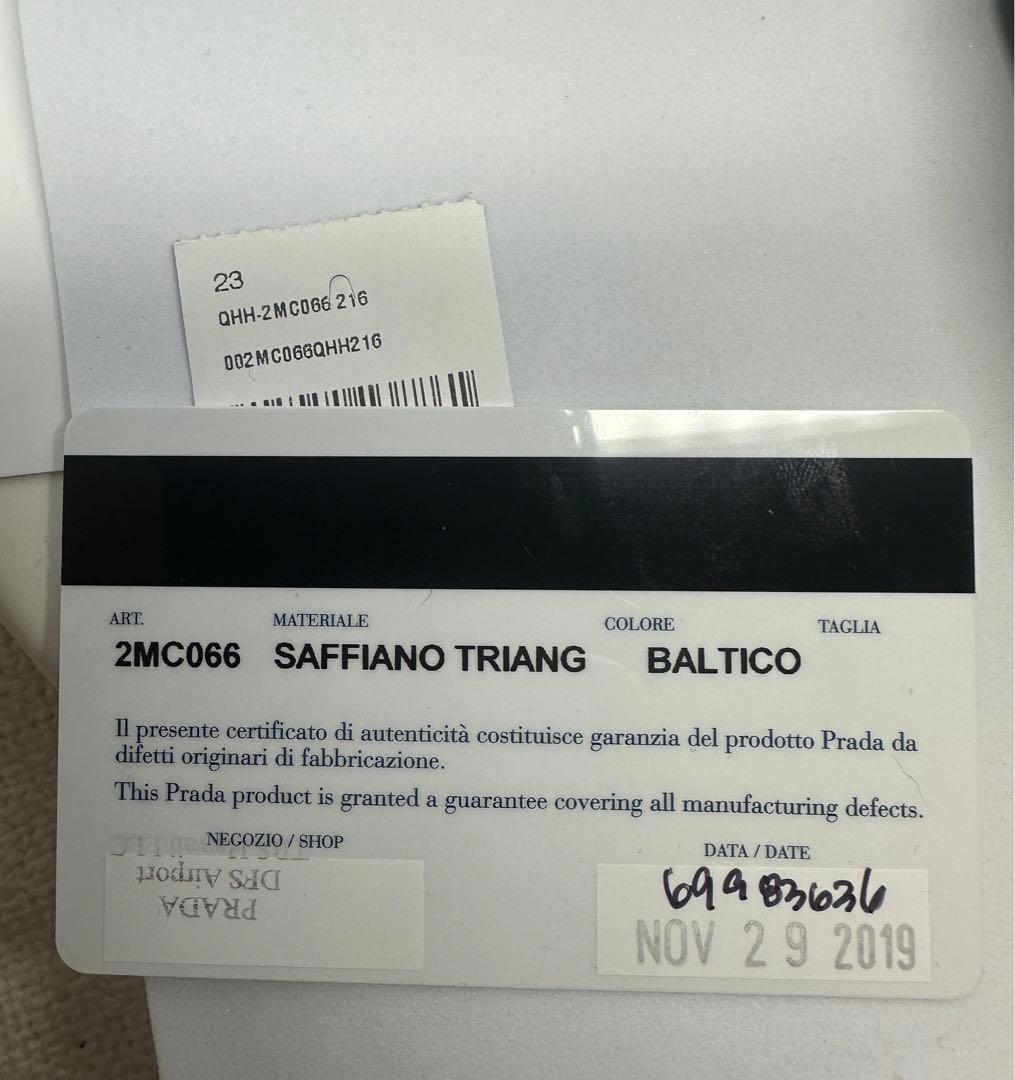 23
QHH-2MC066 216
002MC066QHH216
ART. MATERIALE COLORE TAGLIA
2MC066 SAFFIANO TRIANG BALTICO
Il presente certificato di autenticità costituisce garanzia del prodotto Prada da
difetti originari di fabbricazione.
This Prada product is granted a guarantee covering all manufacturing defects.
NEGOZIO / SHOP
PRADA
DFS Airport
DATA / DATE
69983636
NOV 29 2019